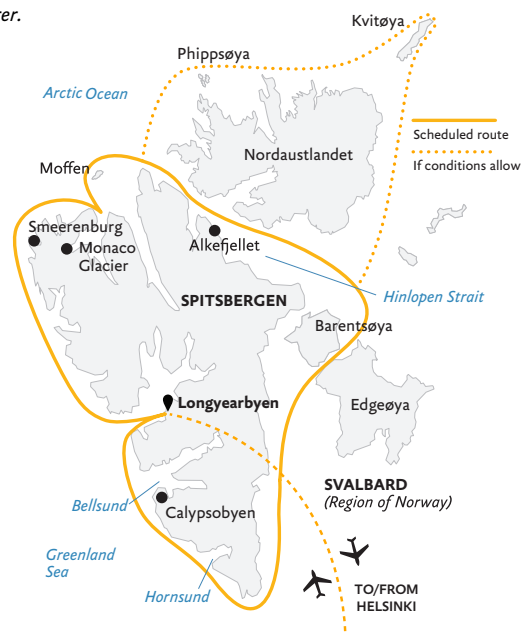 rer.
Kvitøya
Phippsøya
Arctic Ocean
Scheduled route
If conditions allow
Nordaustlandet
Moffen
Smeerenburg
Monaco
Glacier
Alkefjellet
SPITSBERGEN
Hinlopen Strait
Barentsøya
Longyearbyen
Edgeøya
SVALBARD
(Region of Norway)
Bellsund
Calypsobyen
Greenland
Sea
Hornsund
TO/FROM
HELSINKI